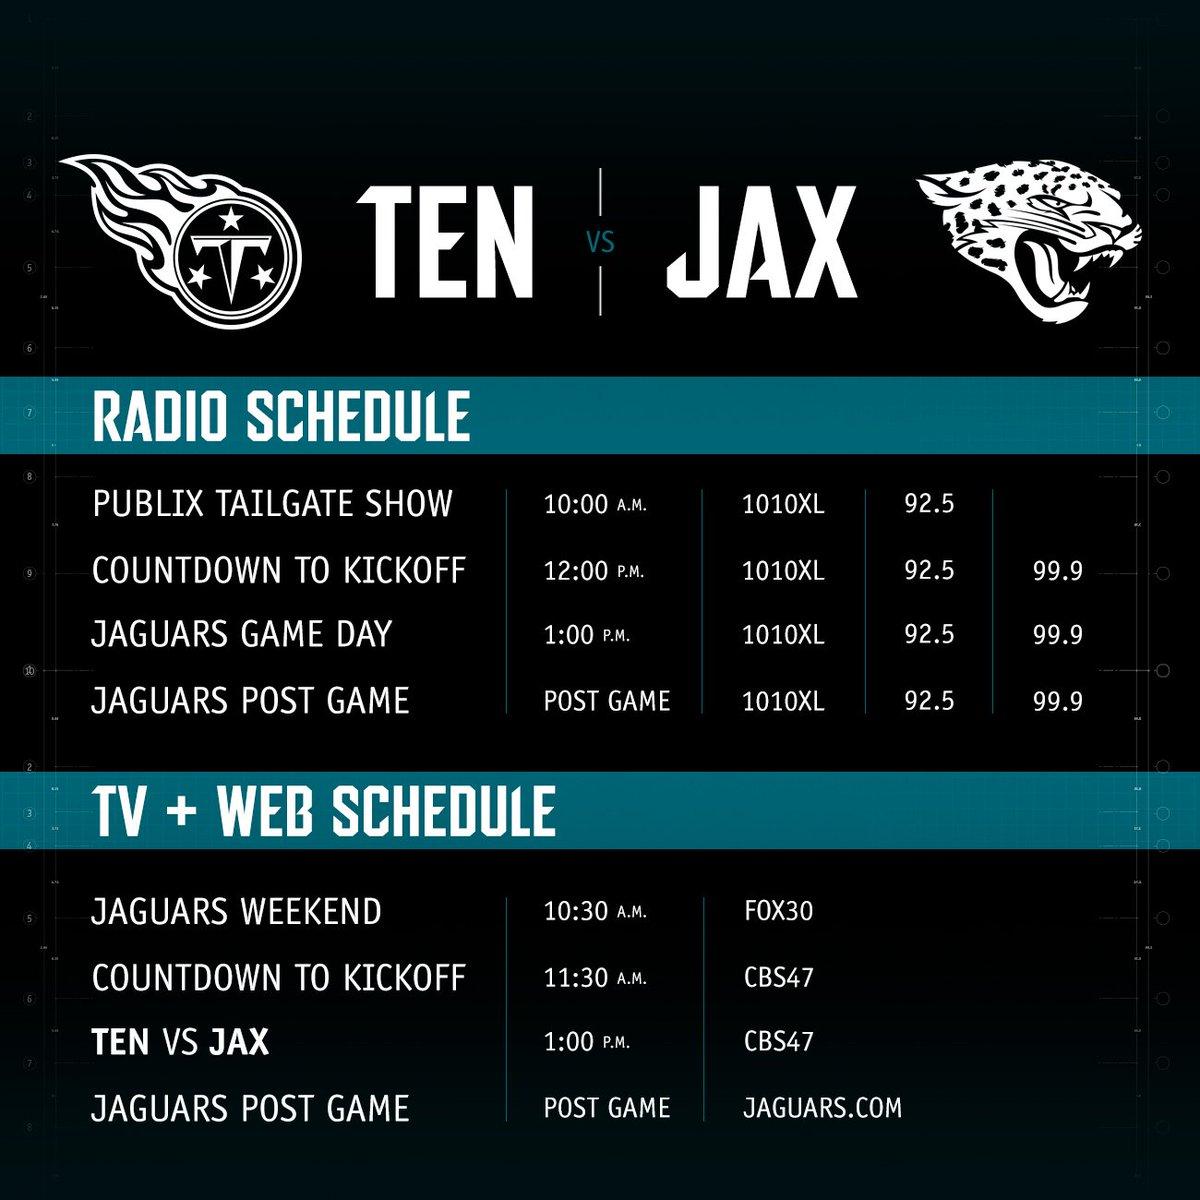 TEN VS JAX
RADIO SCHEDULE
PUBLIX TAILGATE SHOW 10:00 A.M. 1010XL 92.5
COUNTDOWN TO KICKOFF 12:00 P.M. 1010XL 92.5 99.9
JAGUARS GAME DAY 1:00 P.M. 1010XL 92.5 99.9
JAGUARS POST GAME POST GAME 1010XL 92.5 99.9
TV + WEB SCHEDULE
JAGUARS WEEKEND 10:30 A.M. FOX30
COUNTDOWN TO KICKOFF 11:30 A.M. CBS47
TEN VS JAX 1:00 P.M. CBS47
JAGUARS POST GAME POST GAME JAGUARS.COM